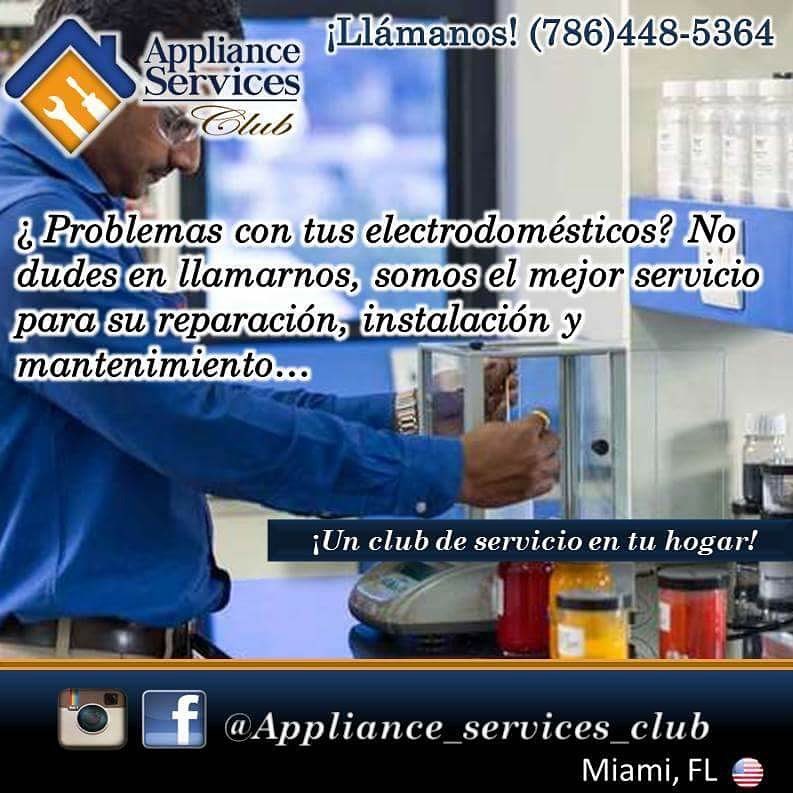 Appliance
Services
Club
¡Llámanos! (786)448-5364
¿ Problemas con tus electrodomésticos? No
dudes en llamarnos, somos el mejor servicio
para su reparación, instalación y
mantenimiento...
¡Un club de servicio en tu hogar!
f
@Appliance_services_club
Miami, FL